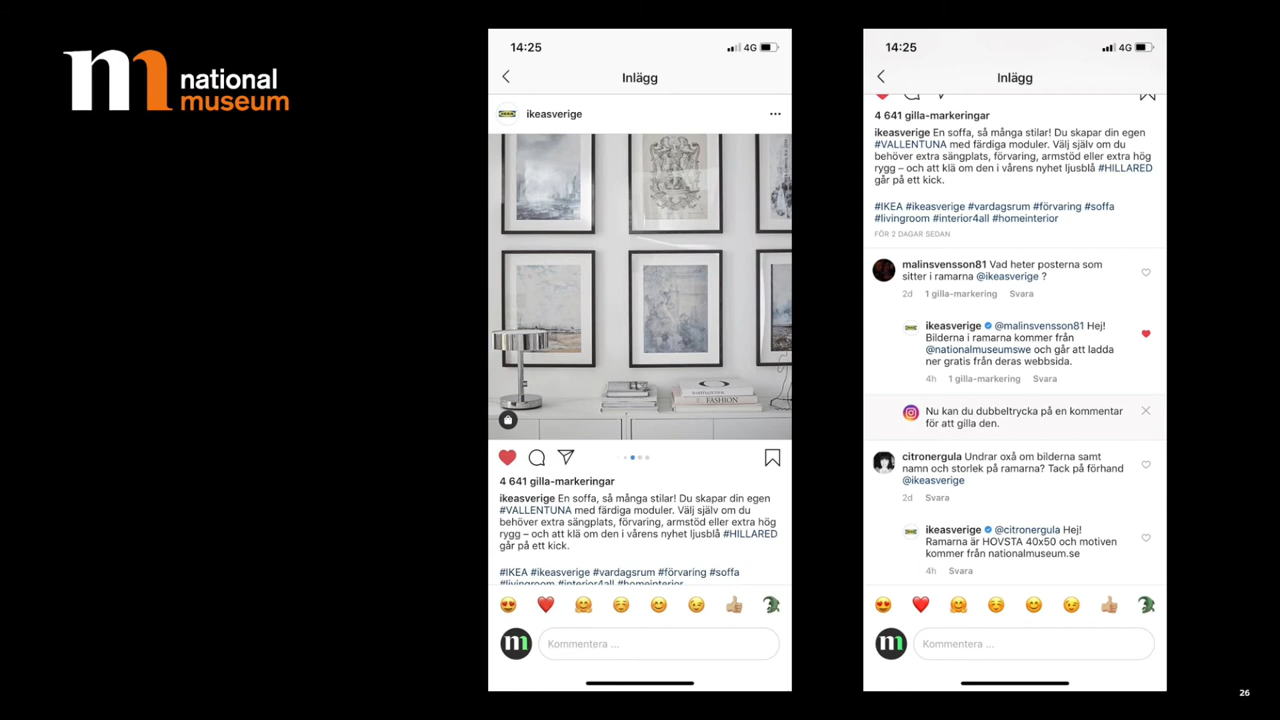 m national
museum
14:25
4G
Inlägg
ikeasverige
FASHION
4 641 gilla-markeringar
ikeasverige En soffa, så många stilar! Du skapar din egen
#VALLENTUNA med färdiga moduler. Välj själv om du
behöver extra sängplats, förvaring, armstöd eller extra hög
rygg – och att klä om den i vårens nyhet ljusblå #HILLARED
går på ett kick.
#IKEA #ikeasverige #vardagsrum #förvaring #soffa
#livingroom #interior4all #homeinterior
Kommentera ...
14:25
4G
Inlägg
4 641 gilla-markeringar
ikeasverige En soffa, så många stilar! Du skapar din egen
#VALLENTUNA med färdiga moduler. Välj själv om du
behöver extra sängplats, förvaring, armstöd eller extra hög
rygg – och att klä om den i vårens nyhet ljusblå #HILLARED
går på ett kick.
#IKEA #ikeasverige #vardagsrum #förvaring #soffa
#livingroom #interior4all #homeinterior
FÖR 2 DAGAR SEDAN
malinsvensson81 Vad heter posterna som
sitter i ramarna @ikeasverige ?
2d 1 gilla-markering Svara
ikeasverige @malinsvensson81 Hej!
Bilderna i ramarna kommer från
@nationalmuseumswe och går att ladda
ner gratis från deras webbsida.
4h 1 gilla-markering Svara
Nu kan du dubbeltrycka på en kommentar
för att gilla den.
citronergula Undrar oxå om bilderna samt
namn och storlek på ramarna? Tack på förhand
@ikeasverige
2d Svara
ikeasverige @citronergula Hej!
Ramarna är HOVSTA 40x50 och motiven
kommer från nationalmuseum.se
4h Svara
m
Kommentera ...
26